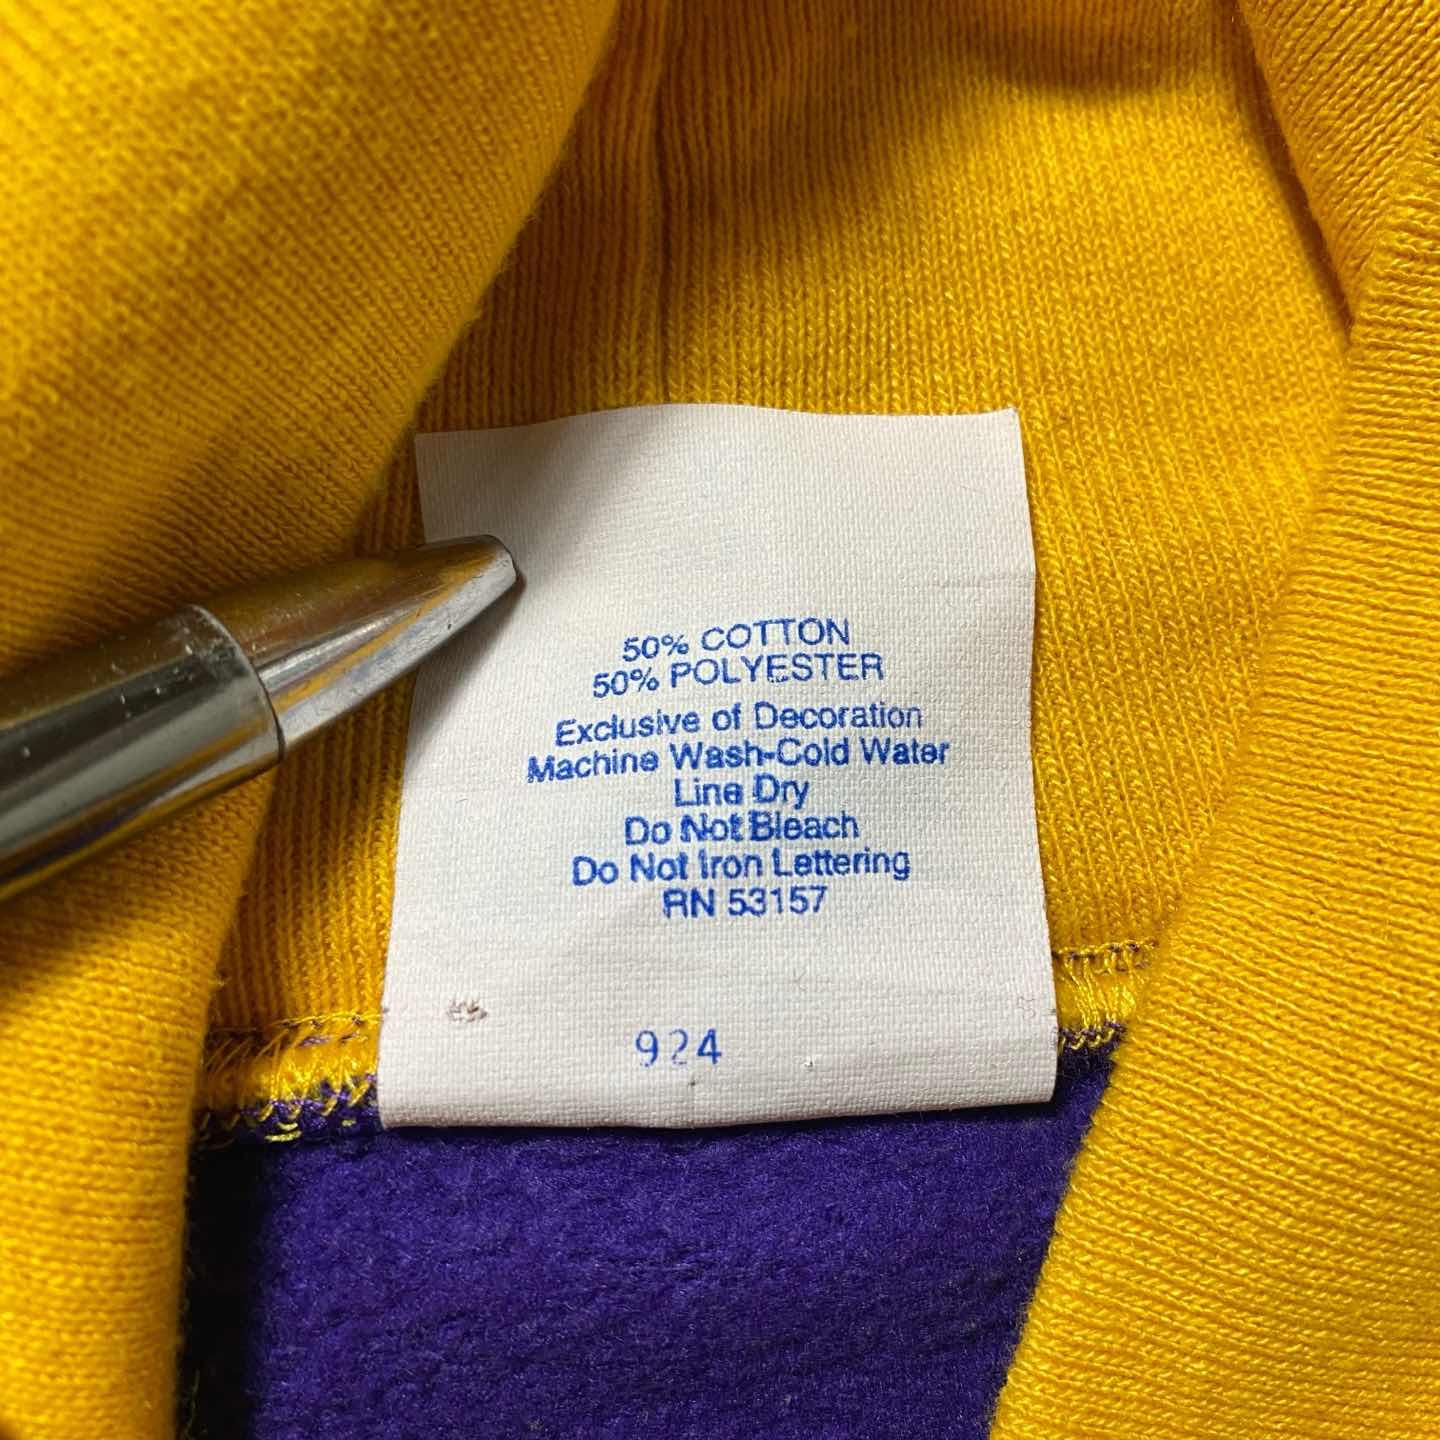 50% COTTON
50% POLYESTER
Exclusive of Decoration
Machine Wash-Cold Water
Line Dry
Do Not Bleach
Do Not Iron Lettering
RN 53157
924